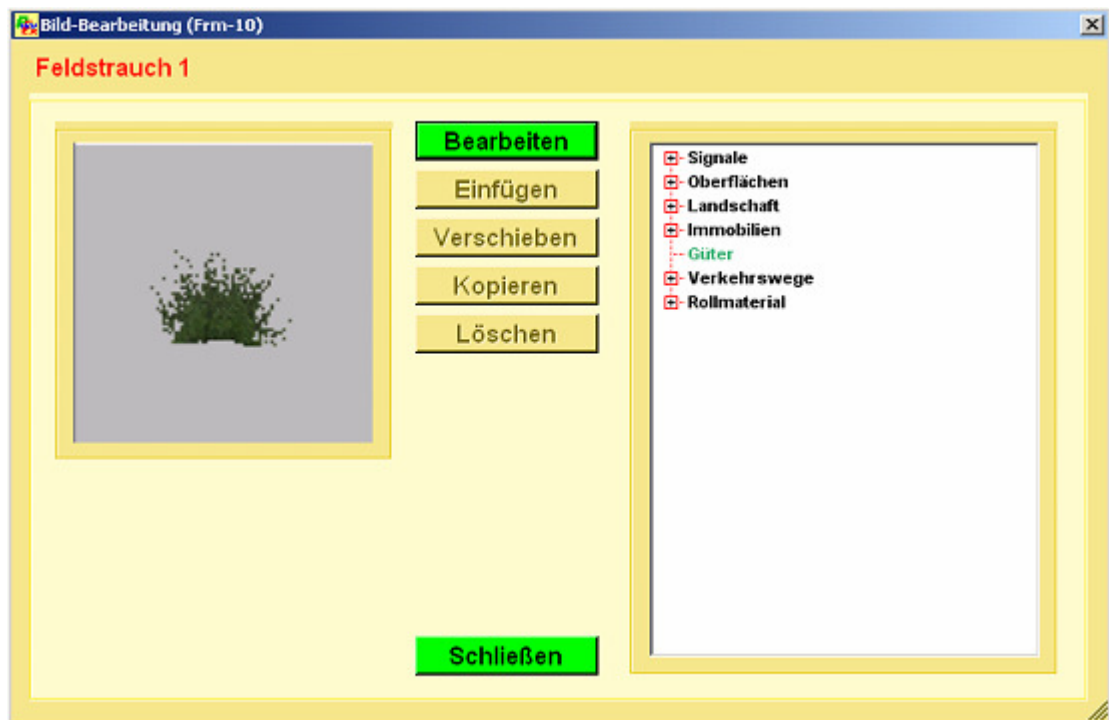 Bild-Bearbeitung (Frm-10)
Feldstrauch 1
Bearbeiten
Einfügen
Verschieben
Kopieren
Löschen
Schließen
Signale
Oberflächen
Landschaft
Immobilien
Güter
Verkehrswege
Rollmaterial